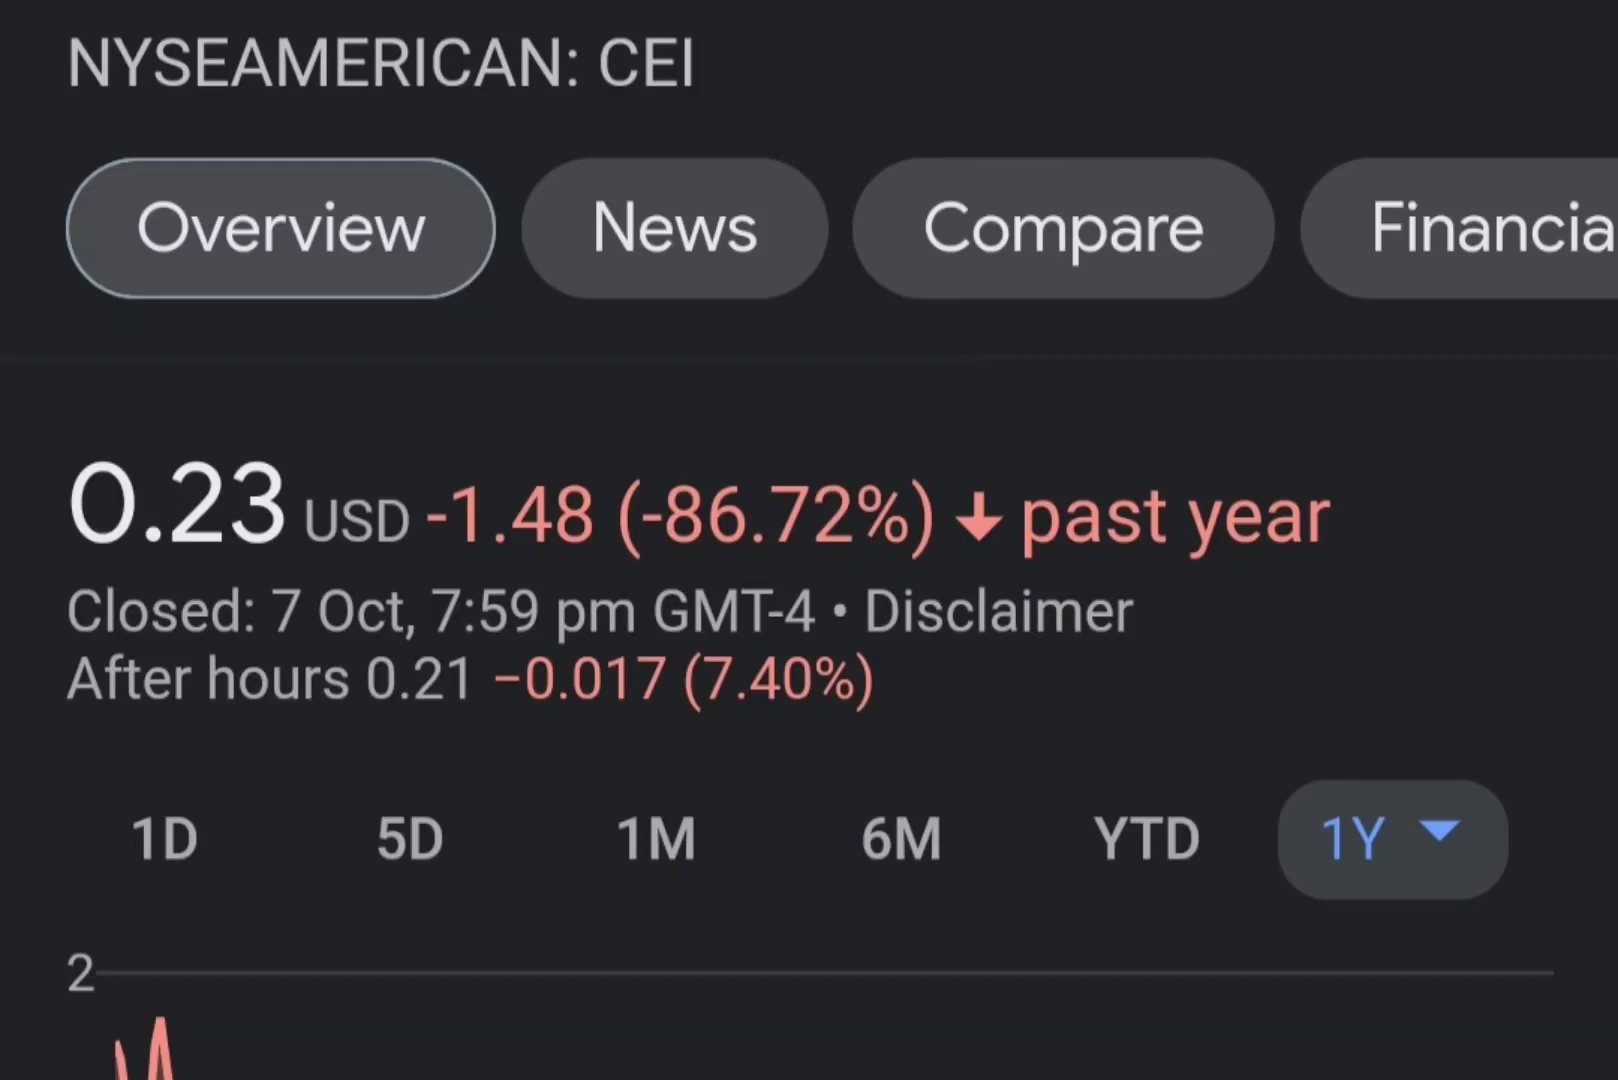 NYSEAMERICAN: CEI
Overview News Compare Financia
0.23 USD -1.48 (-86.72%) ↓ past year
Closed: 7 Oct, 7:59 pm GMT-4 • Disclaimer
After hours 0.21 −0.017 (7.40%)
1D 5D 1M 6M YTD 1Y
2